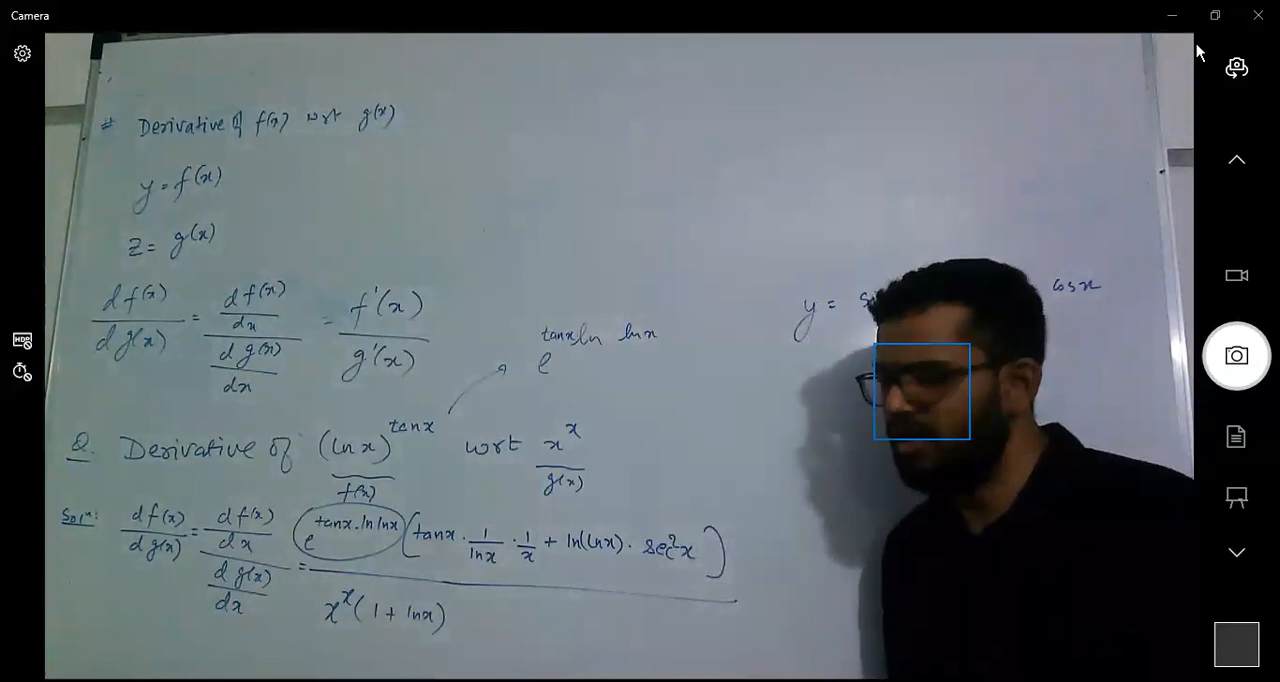 Camera
# Derivative of f(x) wrt g(x)
y = f(x)
z = g(x)
df(x)/dg(x) = (df(x)/dx)/(dg(x)/dx) = f'(x)/g'(x)
e^(tanx ln lnx)
y = cosx
Q. Derivative of (lnx)^tanx wrt x^x
f(x) g(x)
Solⁿ: df(x)/dg(x) = (df(x)/dx)/(dg(x)/dx) = e^(tanx.ln lnx) (tanx · 1/lnx · 1/x + ln(lnx) · sec²x) / x^x (1 + lnx)